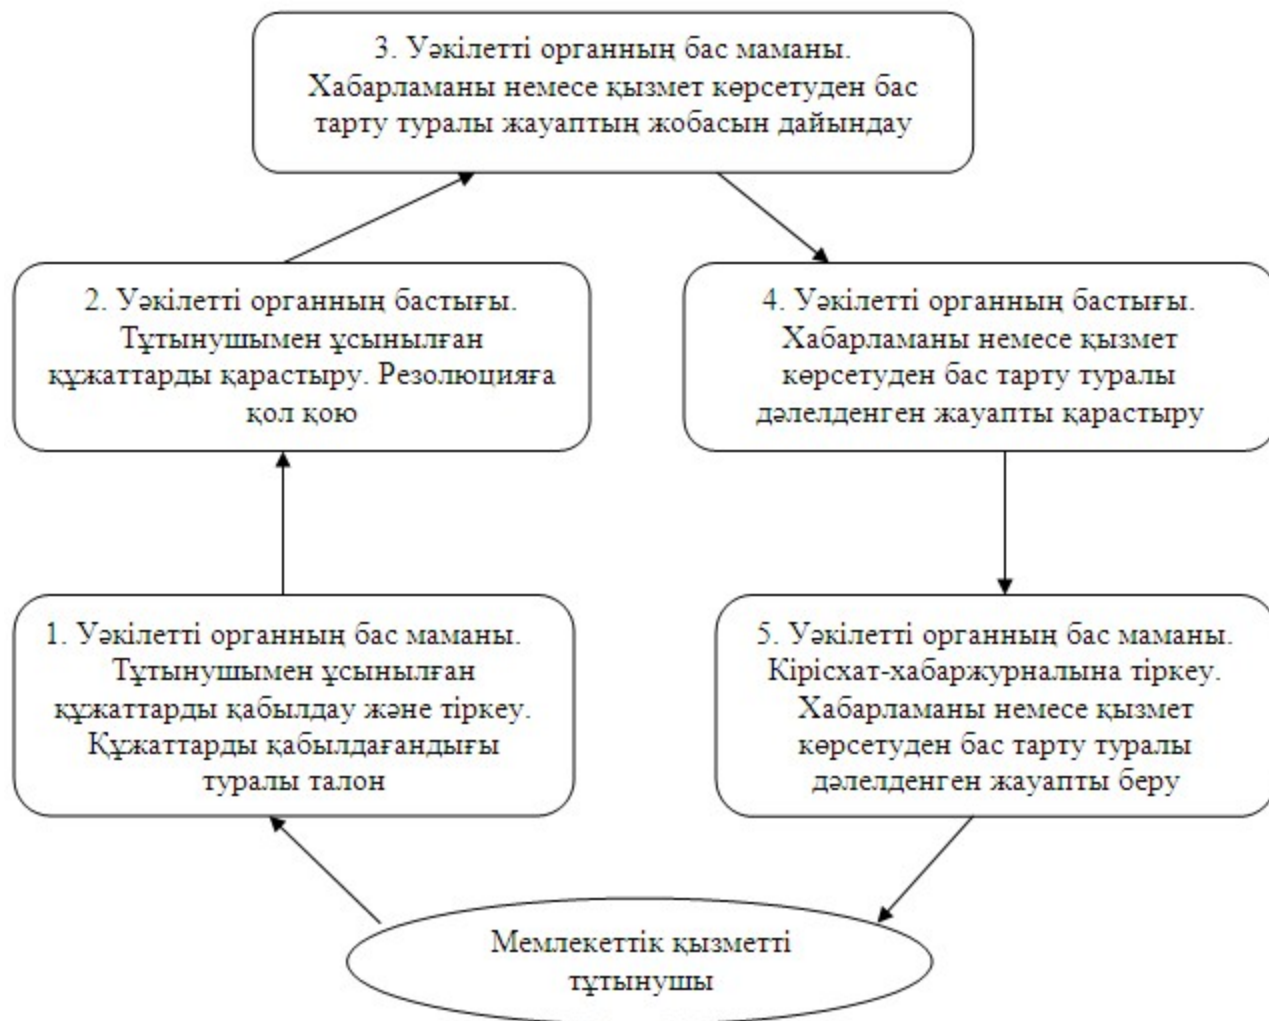 3. Уәкілетті органның бас маманы.
Хабарламаны немесе қызмет көрсетуден бас
тарту туралы жауаптың жобасын дайындау
2. Уәкілетті органның бастығы.
Тұтынушымен ұсынылған
құжаттарды қарастыру. Резолюцияға
қол қою
4. Уәкілетті органның бастығы.
Хабарламаны немесе қызмет
көрсетуден бас тарту туралы
дәлелденген жауапты қарастыру
1. Уәкілетті органның бас маманы.
Тұтынушымен ұсынылған
құжаттарды қабылдау және тіркеу.
Құжаттарды қабылдағандығы
туралы талон
5. Уәкілетті органның бас маманы.
Кірісхат-хабаржурналына тіркеу.
Хабарламаны немесе қызмет
көрсетуден бас тарту туралы
дәлелденген жауапты беру
Мемлекеттік қызметті
тұтынушы